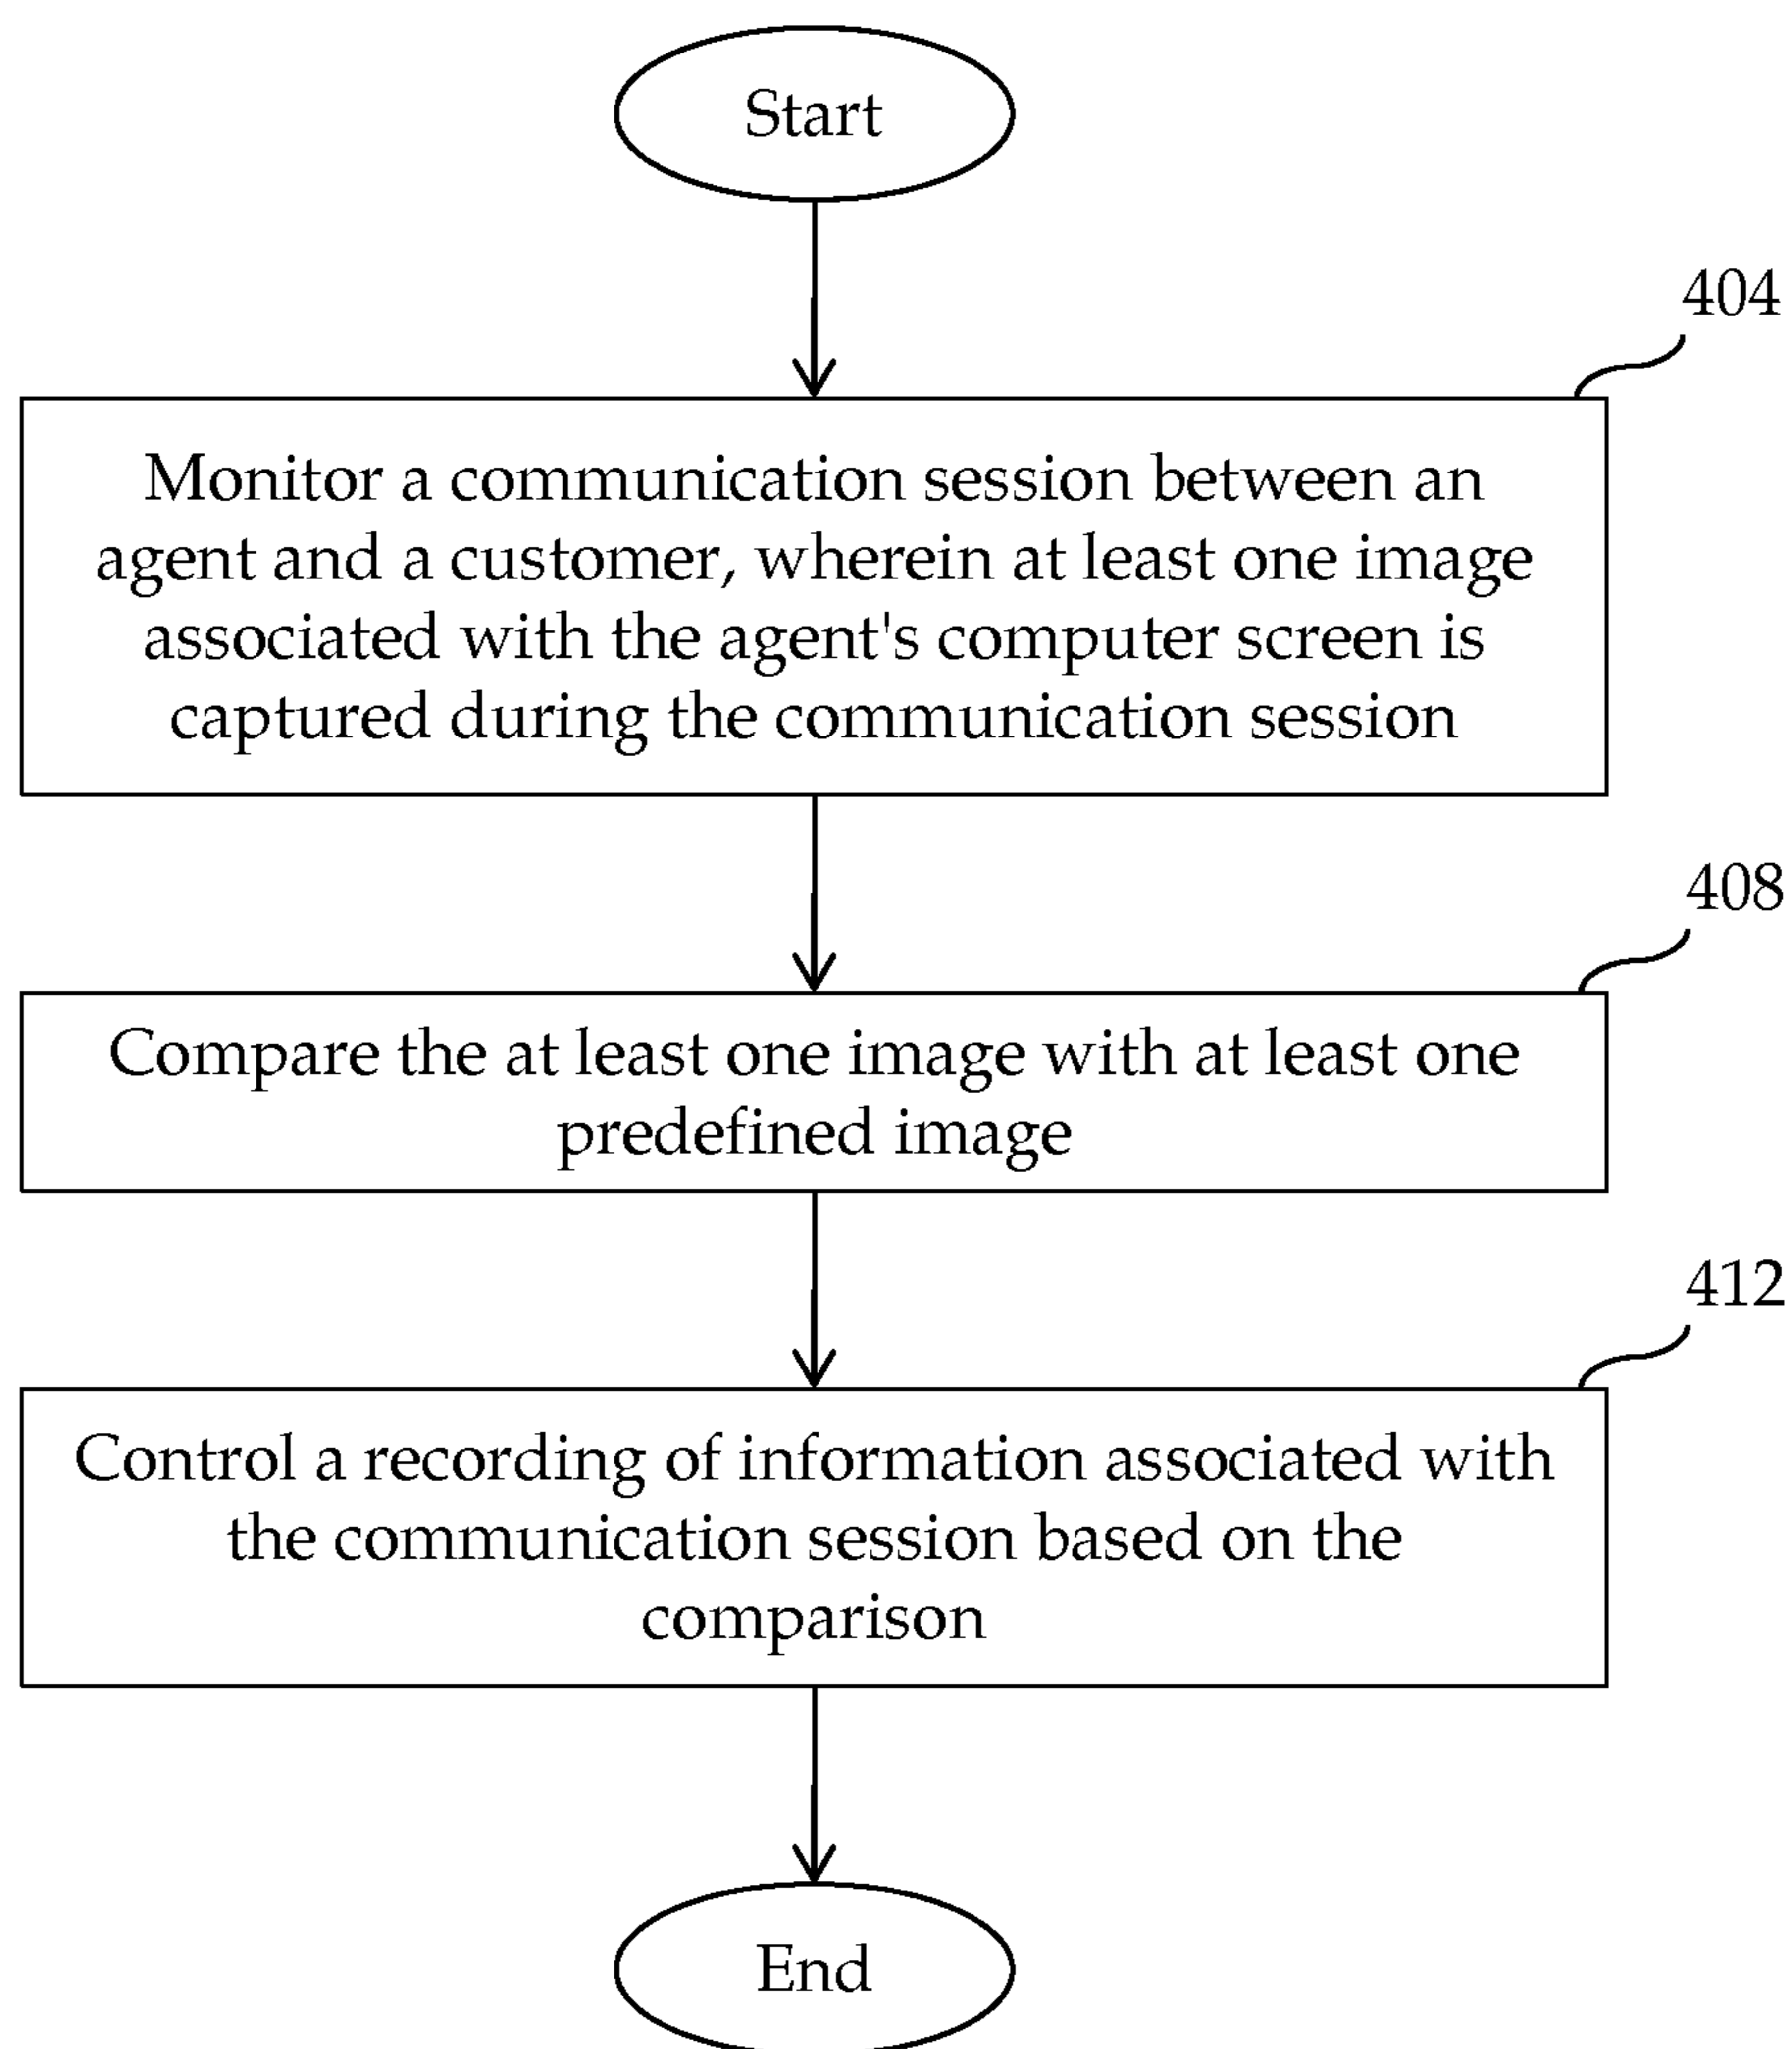 Start
404
Monitor a communication session between an
agent and a customer, wherein at least one image
associated with the agent's computer screen is
captured during the communication session
408
Compare the at least one image with at least one
predefined image
412
Control a recording of information associated with
the communication session based on the
comparison
End